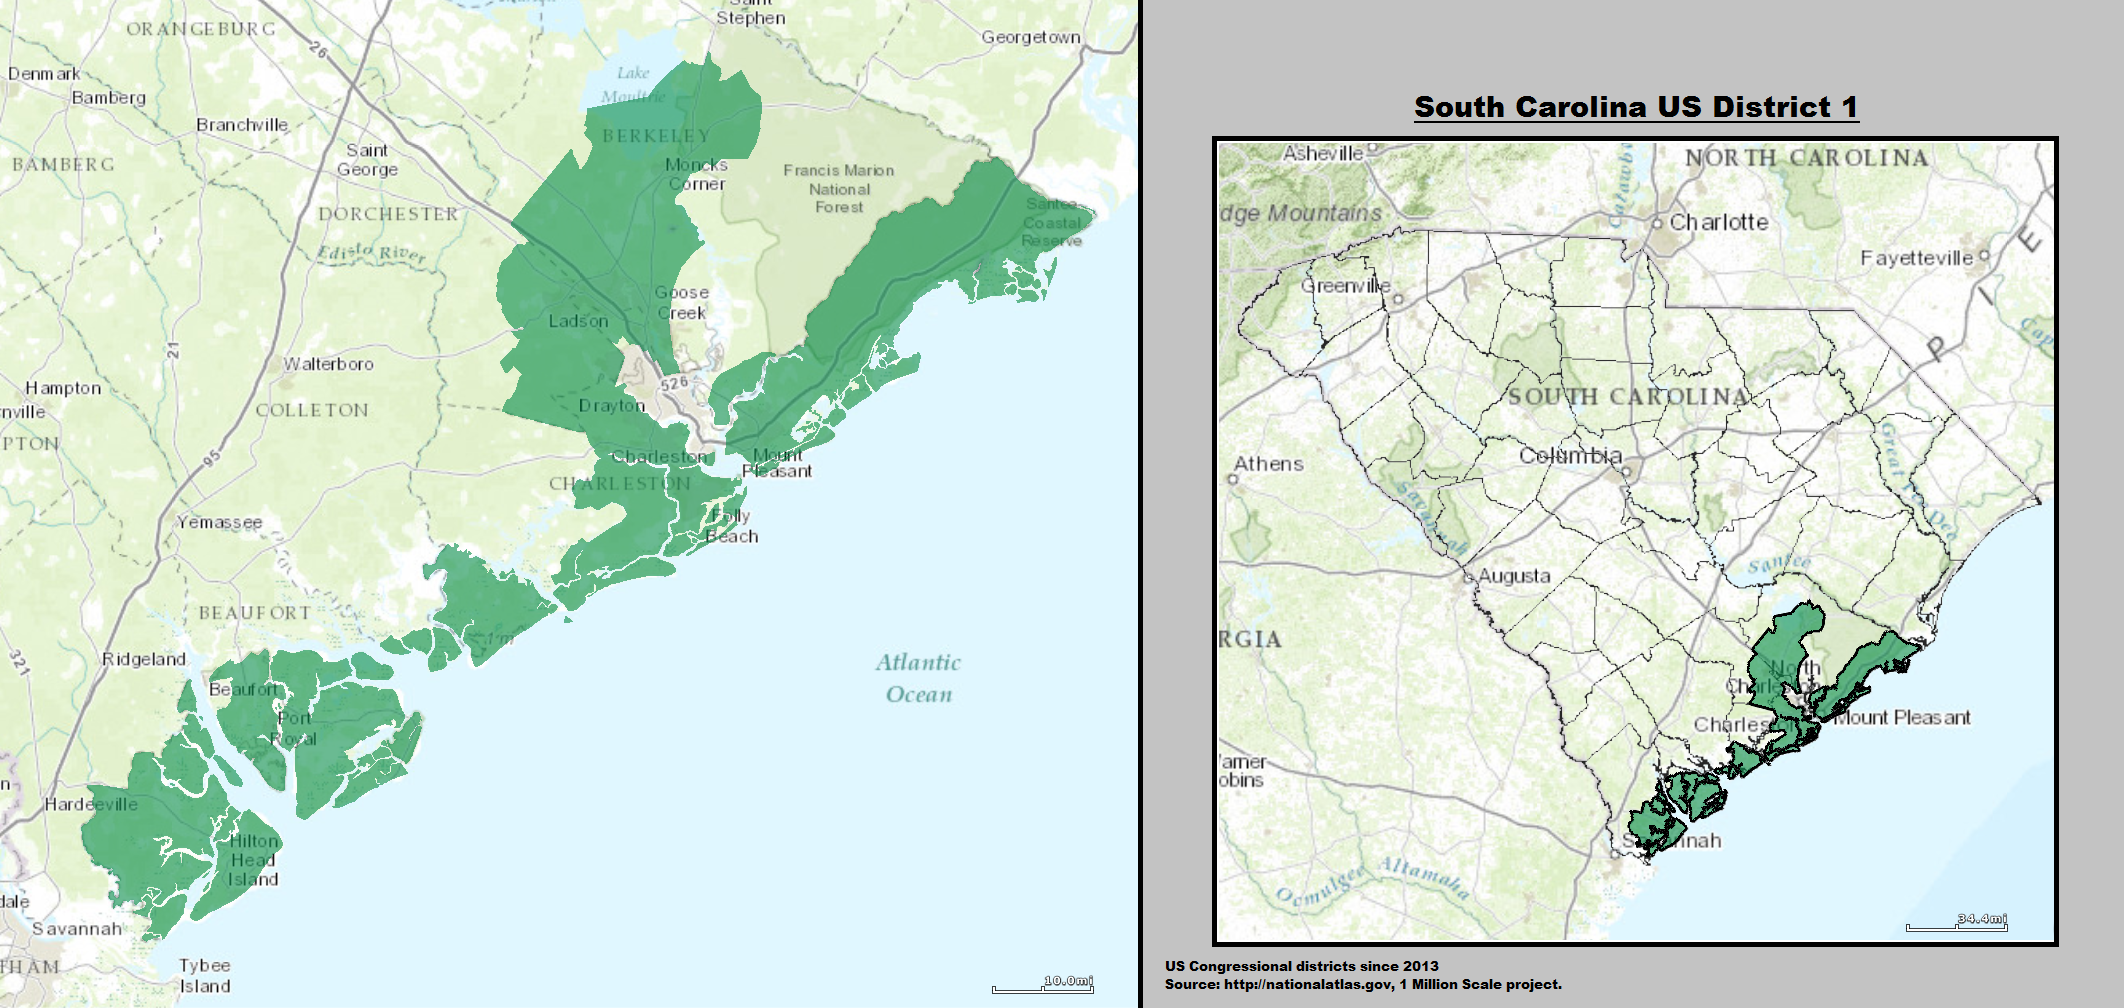 Saint
Stephen
ORANGEBURG
Georgetown
26
Denmark
Lake
Moultrie
Bamberg
Branchville
BERKELEY
Saint
George
BAMBERG
Moncks
Corner
Francis Marion
National
Forest
DORCHESTER
Santee
Coastal
Reserve
Edisto River
Goose
Creek
Ladson
21
Walterboro
526
Hampton
nville
Drayton
COLLETON
PTON
Charleston
Mount
Pleasant
95
CHARLESTON
Yemassee
Folly
Beach
BEAUFORT
321
Ridgeland
Atlantic
Ocean
Beaufort
Port
Royal
n
Hardeeville
Hilton
Head
Island
dale
Savannah
THAM
Tybee
Island
10.0mi
South Carolina US District 1
Asheville
NORTH CAROLINA
Catawba
dge Mountains
Charlotte
Fayetteville
E
I
P
Greenville
Cap
SOUTH CAROLINA
Columbia
Great Pee Dee
Athens
Savannah
Santee
Augusta
RGIA
North
Charleston
Charleston
Mount Pleasant
arner
obins
Savannah
Ocmulgee
Altamaha
34.4mi
US Congressional districts since 2013
Source: http://nationalatlas.gov, 1 Million Scale project.